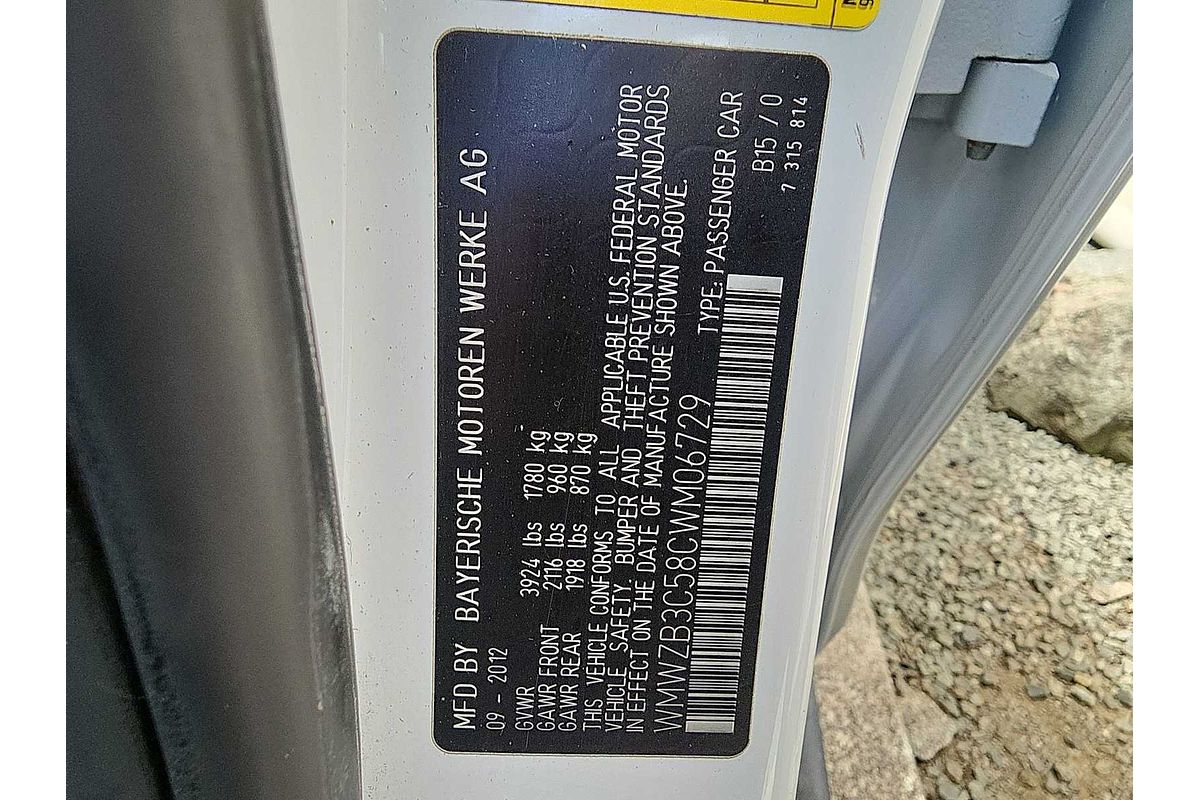 MFD BY BAYERISCHE MOTOREN WERKE AG
09 - 2012
GVWR 3924 lbs 1780 kg
GAWR FRONT 2116 lbs 960 kg
GAWR REAR 1918 lbs 870 kg
THIS VEHICLE CONFORMS TO ALL APPLICABLE U.S. FEDERAL MOTOR
VEHICLE SAFETY, BUMPER AND THEFT PREVENTION STANDARDS
IN EFFECT ON THE DATE OF MANUFACTURE SHOWN ABOVE.
WMWZB3C58CWM06729 TYPE: PASSENGER CAR
B15 / 0
7 315 814